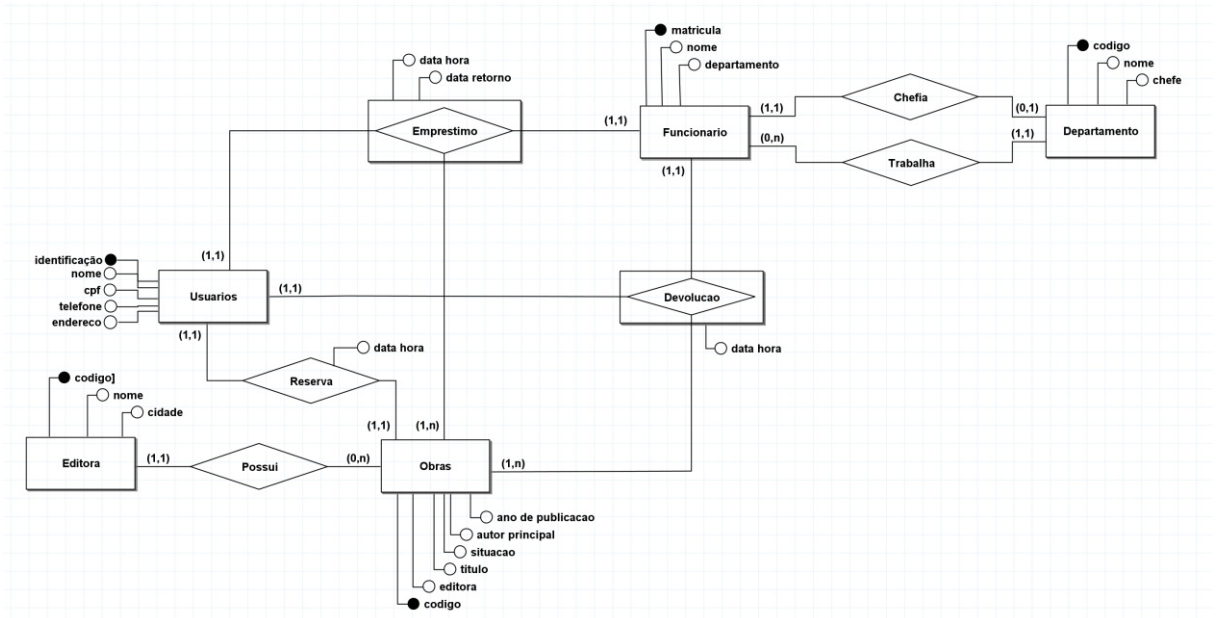 data hora
data retorno
Emprestimo
(1,1)
matricula
nome
departamento
Funcionario
(1,1)
(0,n)
(1,1)
Chefia
Trabalha
(0,1)
(1,1)
codigo
nome
chefe
Departamento
(1,1)
identificação
nome
cpf
telefone
endereco
Usuarios
(1,1)
(1,1)
Devolucao
data hora
data hora
Reserva
(1,1)
(1,n)
codigo]
nome
cidade
Editora
(1,1)
Possui
(0,n)
Obras
(1,n)
ano de publicacao
autor principal
situacao
titulo
editora
codigo